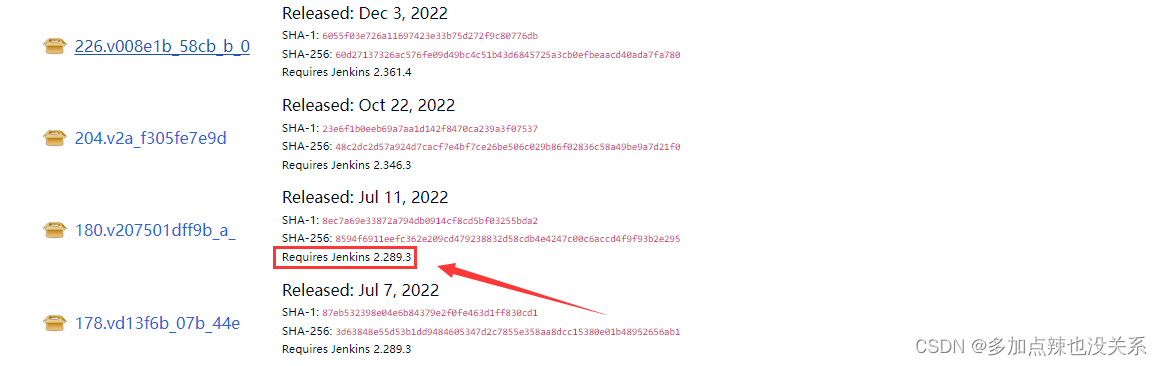 Released: Dec 3, 2022
226.v008e1b_58cb_b_0
SHA-1: 6055f03e726a11697423e33b75d272f9c80776db
SHA-256: 60d27137326ac576fe09d49bc4c51b43d6845725a3cb0efbeaacd40ada7fa780
Requires Jenkins 2.361.4
Released: Oct 22, 2022
204.v2a_f305fe7e9d
SHA-1: 23e6f1b0eeb69a7aa1d142f8470ca239a3f07537
SHA-256: 48c2dc2d57a924d7cacf7e4bf7ce26be506c029b86f02836c58a49be9a7d21f0
Requires Jenkins 2.346.3
Released: Jul 11, 2022
180.v207501dff9b_a_
SHA-1: 8ec7a69e33872a794db0914cf8cd5bf03255bda2
SHA-256: 8594f6911eefc362e209cd479238832d58cdb4e4247c00c6accd4f9f93b2e295
Requires Jenkins 2.289.3
Released: Jul 7, 2022
178.vd13f6b_07b_44e
SHA-1: 87eb532398e04e6b84379e2f0fe463d1ff830cd1
SHA-256: 3d63848e55d53b1dd9484605347d2c7855e358aa8dcc15380e01b48952656ab1
Requires Jenkins 2.289.3
CSDN @多加点辣也没关系